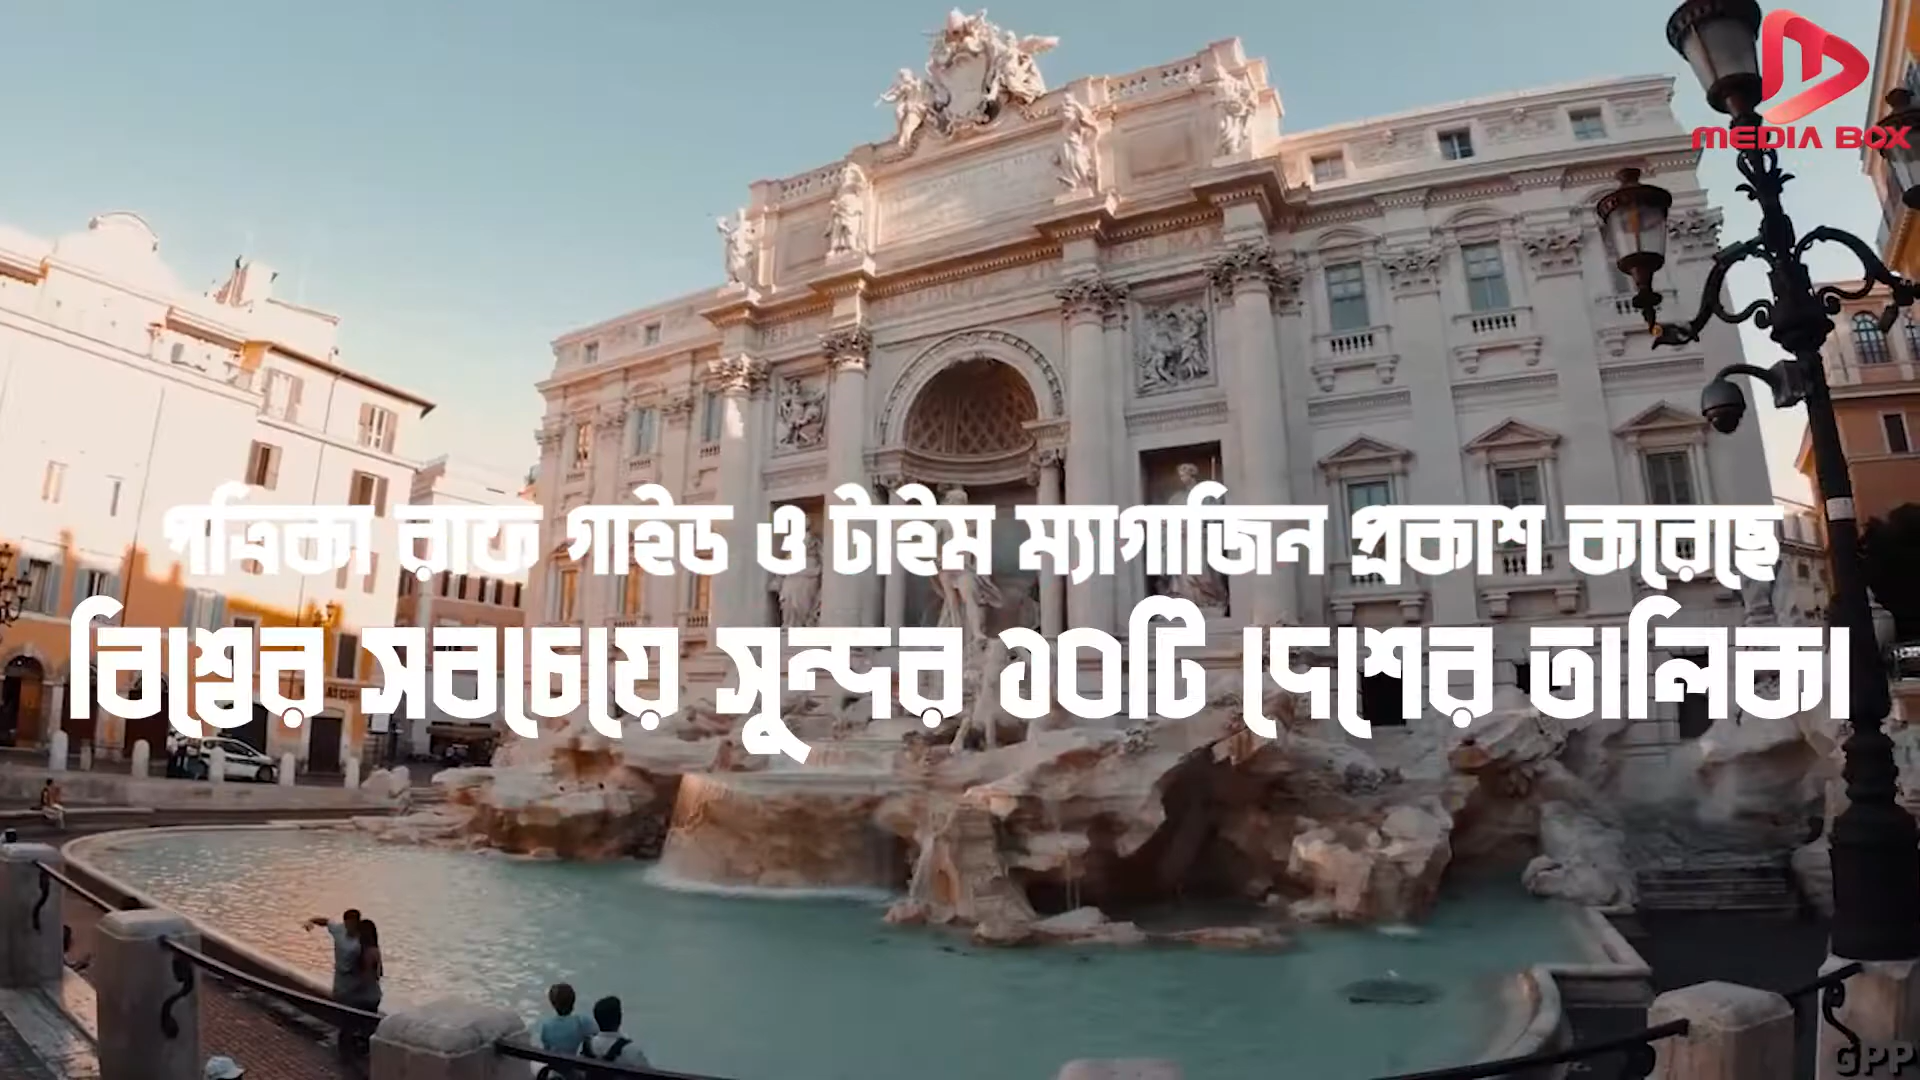 MEDIA BOX
পত্রিকা রাফ গাইড ও টাইম ম্যাগাজিন প্রকাশ করেছে
বিশ্বের সবচেয়ে সুন্দর ১০টি দেশের তালিকা
GPP